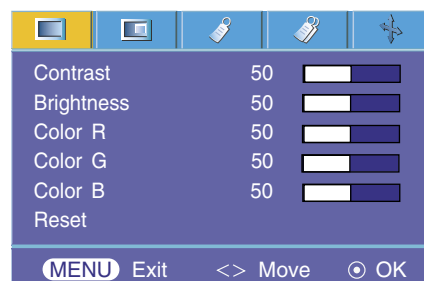 Contrast 50
Brightness 50
Color R 50
Color G 50
Color B 50
Reset
MENU Exit <> Move ⊙ OK